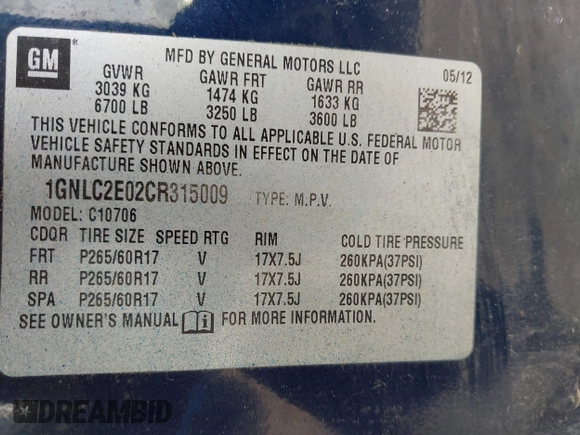 GM
MFD BY GENERAL MOTORS LLC
05/12
GVWR GAWR FRT GAWR RR
3039 KG 1474 KG 1633 KG
6700 LB 3250 LB 3600 LB
THIS VEHICLE CONFORMS TO ALL APPLICABLE U.S. FEDERAL MOTOR
VEHICLE SAFETY STANDARDS IN EFFECT ON THE DATE OF
MANUFACTURE SHOWN ABOVE.
1GNLC2E02CR315009 TYPE: M.P.V.
MODEL: C10706
CDQR TIRE SIZE SPEED RTG RIM COLD TIRE PRESSURE
FRT P265/60R17 V 17X7.5J 260KPA(37PSI)
RR P265/60R17 V 17X7.5J 260KPA(37PSI)
SPA P265/60R17 V 17X7.5J 260KPA(37PSI)
SEE OWNER'S MANUAL FOR MORE INFORMATION.
DREAMBID